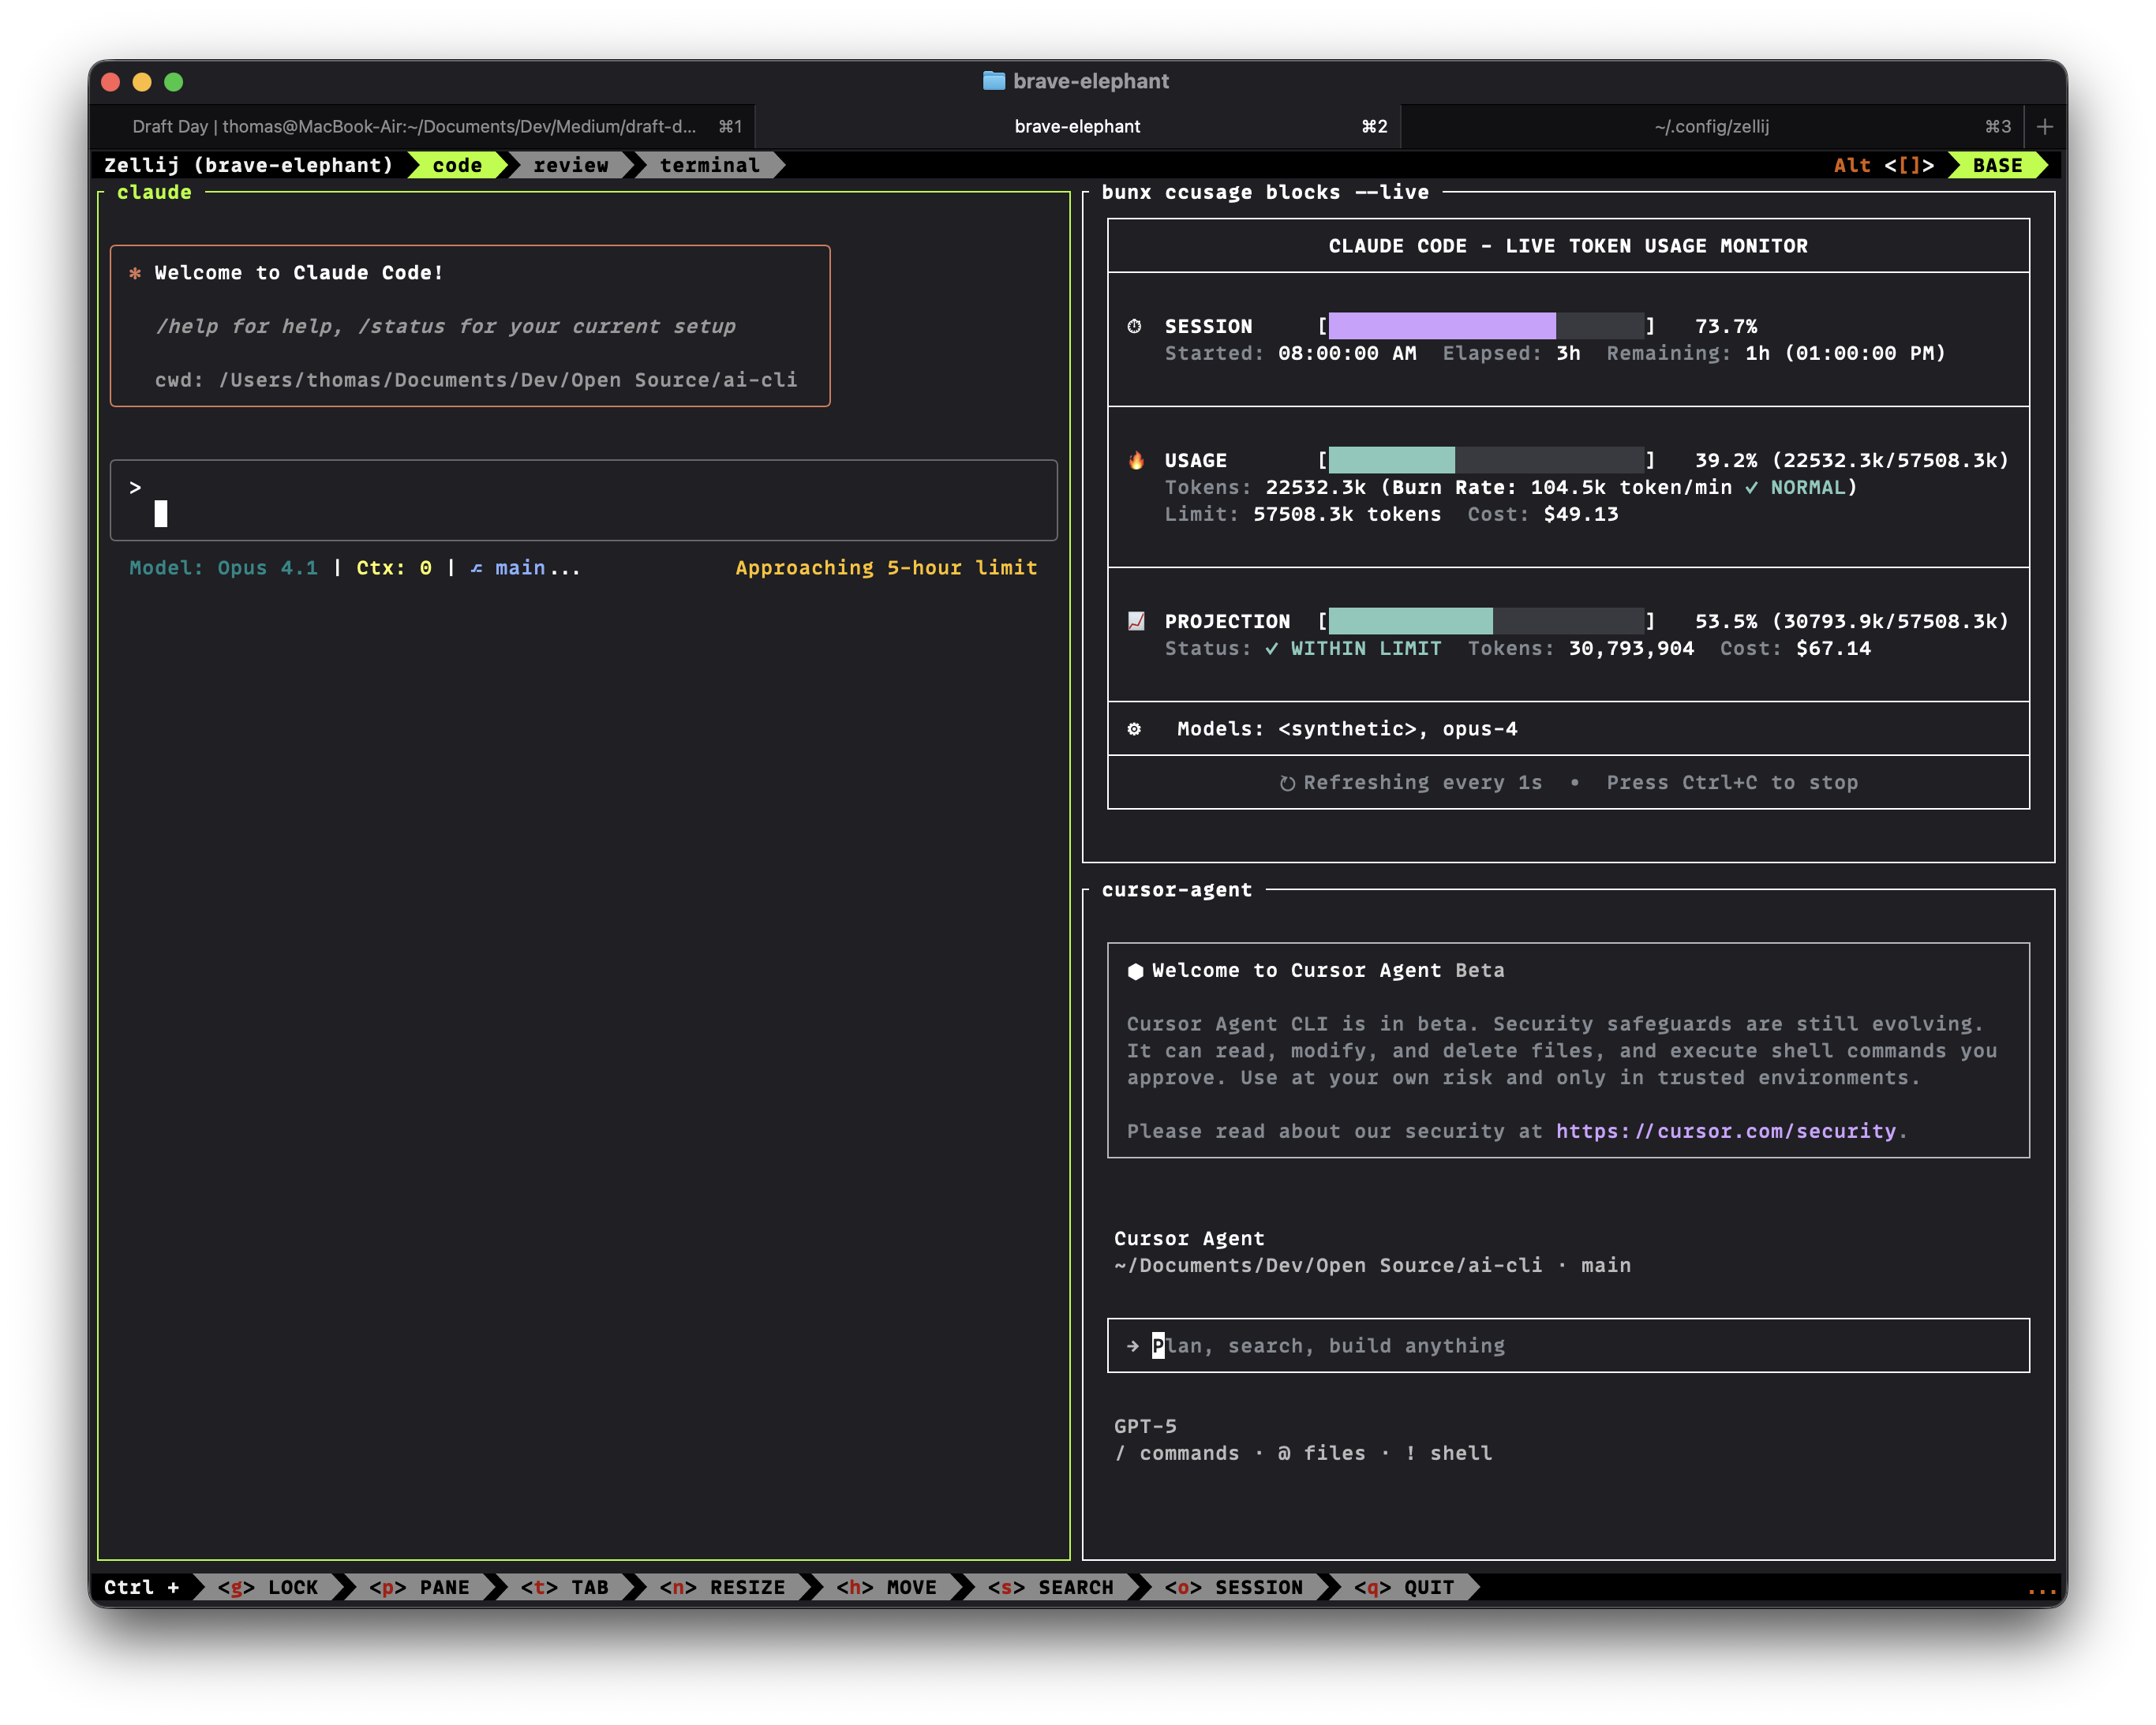 brave-elephant
Draft Day | thomas@MacBook-Air:~/Documents/Dev/Medium/draft-d... ⌘1
brave-elephant ⌘2
~/.config/zellij ⌘3 +
Zellij (brave-elephant) code review terminal Alt <[]> BASE
claude
✻ Welcome to Claude Code!
/help for help, /status for your current setup
cwd: /Users/thomas/Documents/Dev/Open Source/ai-cli
>
Model: Opus 4.1 | Ctx: 0 | ⎇ main... Approaching 5-hour limit
bunx ccusage blocks --live
CLAUDE CODE - LIVE TOKEN USAGE MONITOR
⏱ SESSION [ ] 73.7%
Started: 08:00:00 AM Elapsed: 3h Remaining: 1h (01:00:00 PM)
🔥 USAGE [ ] 39.2% (22532.3k/57508.3k)
Tokens: 22532.3k (Burn Rate: 104.5k token/min ✓ NORMAL)
Limit: 57508.3k tokens Cost: $49.13
📈 PROJECTION [ ] 53.5% (30793.9k/57508.3k)
Status: ✓ WITHIN LIMIT Tokens: 30,793,904 Cost: $67.14
⚙ Models: <synthetic>, opus-4
↻ Refreshing every 1s • Press Ctrl+C to stop
cursor-agent
⬢ Welcome to Cursor Agent Beta
Cursor Agent CLI is in beta. Security safeguards are still evolving.
It can read, modify, and delete files, and execute shell commands you
approve. Use at your own risk and only in trusted environments.
Please read about our security at https://cursor.com/security.
Cursor Agent
~/Documents/Dev/Open Source/ai-cli · main
→ Plan, search, build anything
GPT-5
/ commands · @ files · ! shell
Ctrl + <g> LOCK <p> PANE <t> TAB <n> RESIZE <h> MOVE <s> SEARCH <o> SESSION <q> QUIT ...